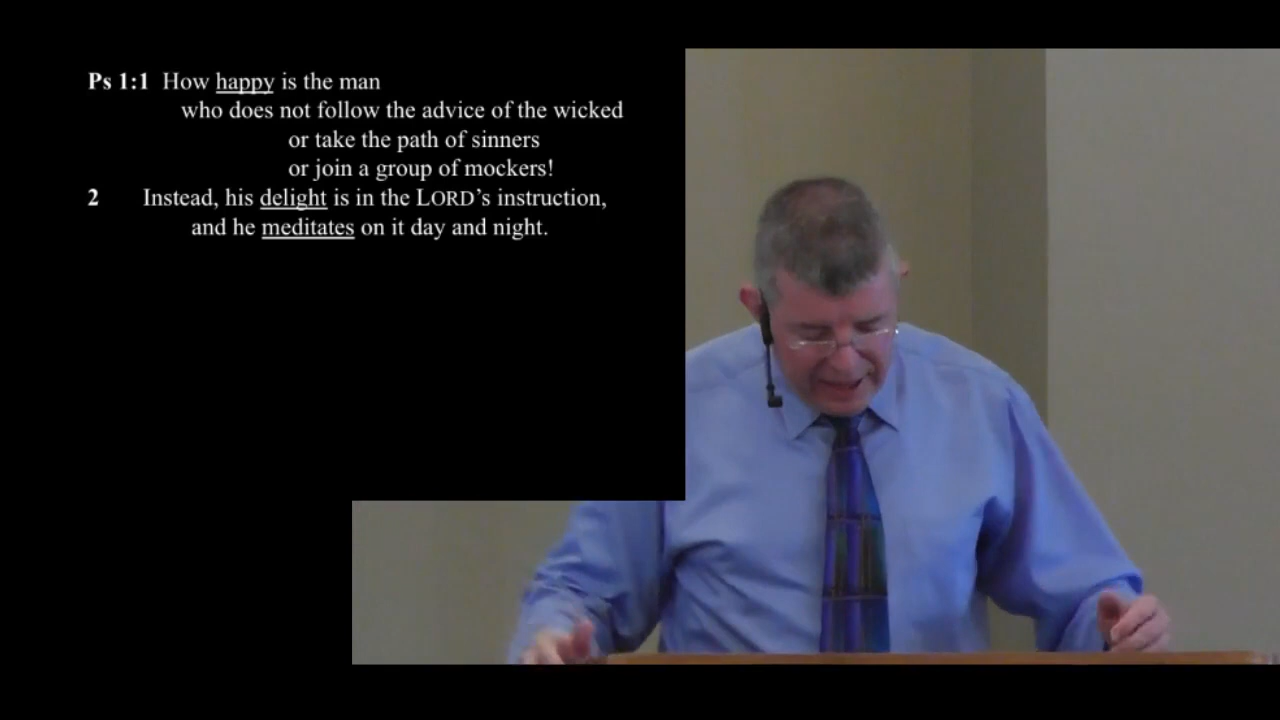 Ps 1:1 How happy is the man
who does not follow the advice of the wicked
or take the path of sinners
or join a group of mockers!
2 Instead, his delight is in the LORD’s instruction,
and he meditates on it day and night.